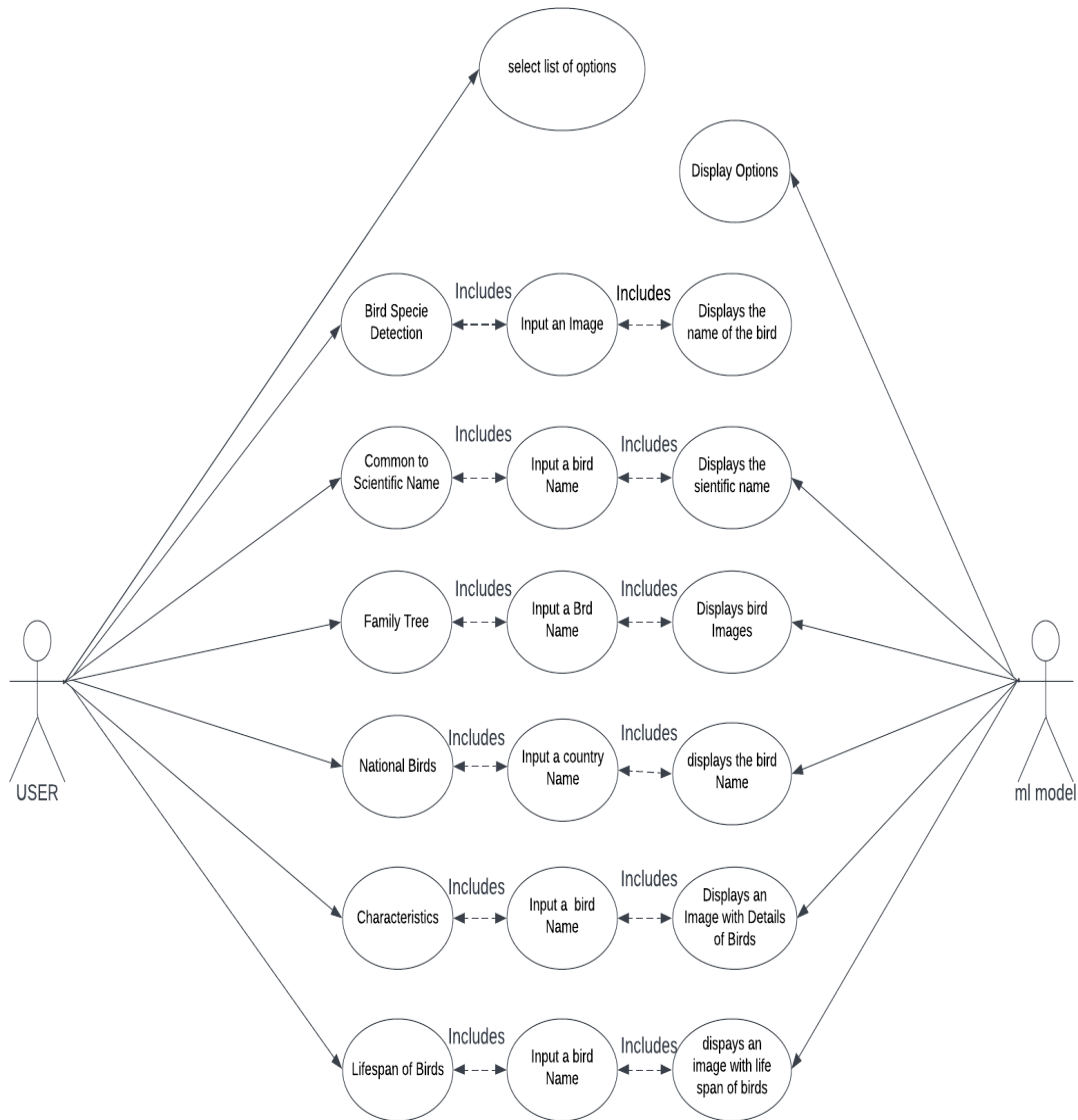 select list of options
Display Options
Includes
Includes
Bird Specie
Detection
Input an Image
Displays the
name of the bird
Includes
Includes
Common to
Scientific Name
Input a bird
Name
Displays the
sientific name
Includes
Includes
Family Tree
Input a Brd
Name
Displays bird
Images
Includes
Includes
National Birds
Input a country
Name
displays the bird
Name
USER
ml model
Includes
Includes
Characteristics
Input a bird
Name
Displays an
Image with Details
of Birds
Includes
Includes
Lifespan of Birds
Input a bird
Name
dispays an
image with life
span of birds